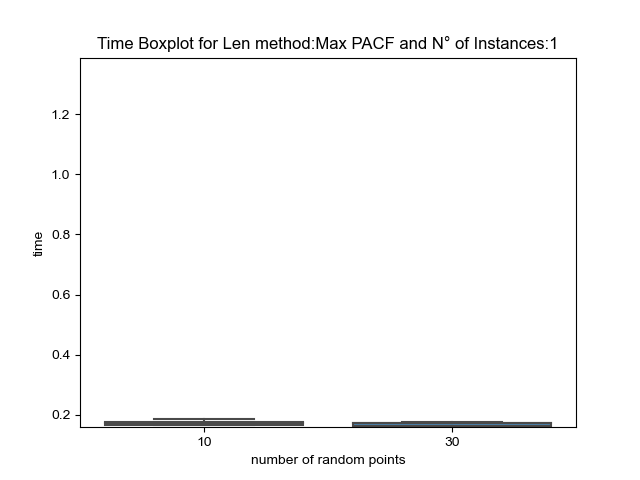 Time Boxplot for Len method:Max PACF and N° of Instances:1
1.2
1.0
0.8
0.6
0.4
0.2
time
10 30
number of random points